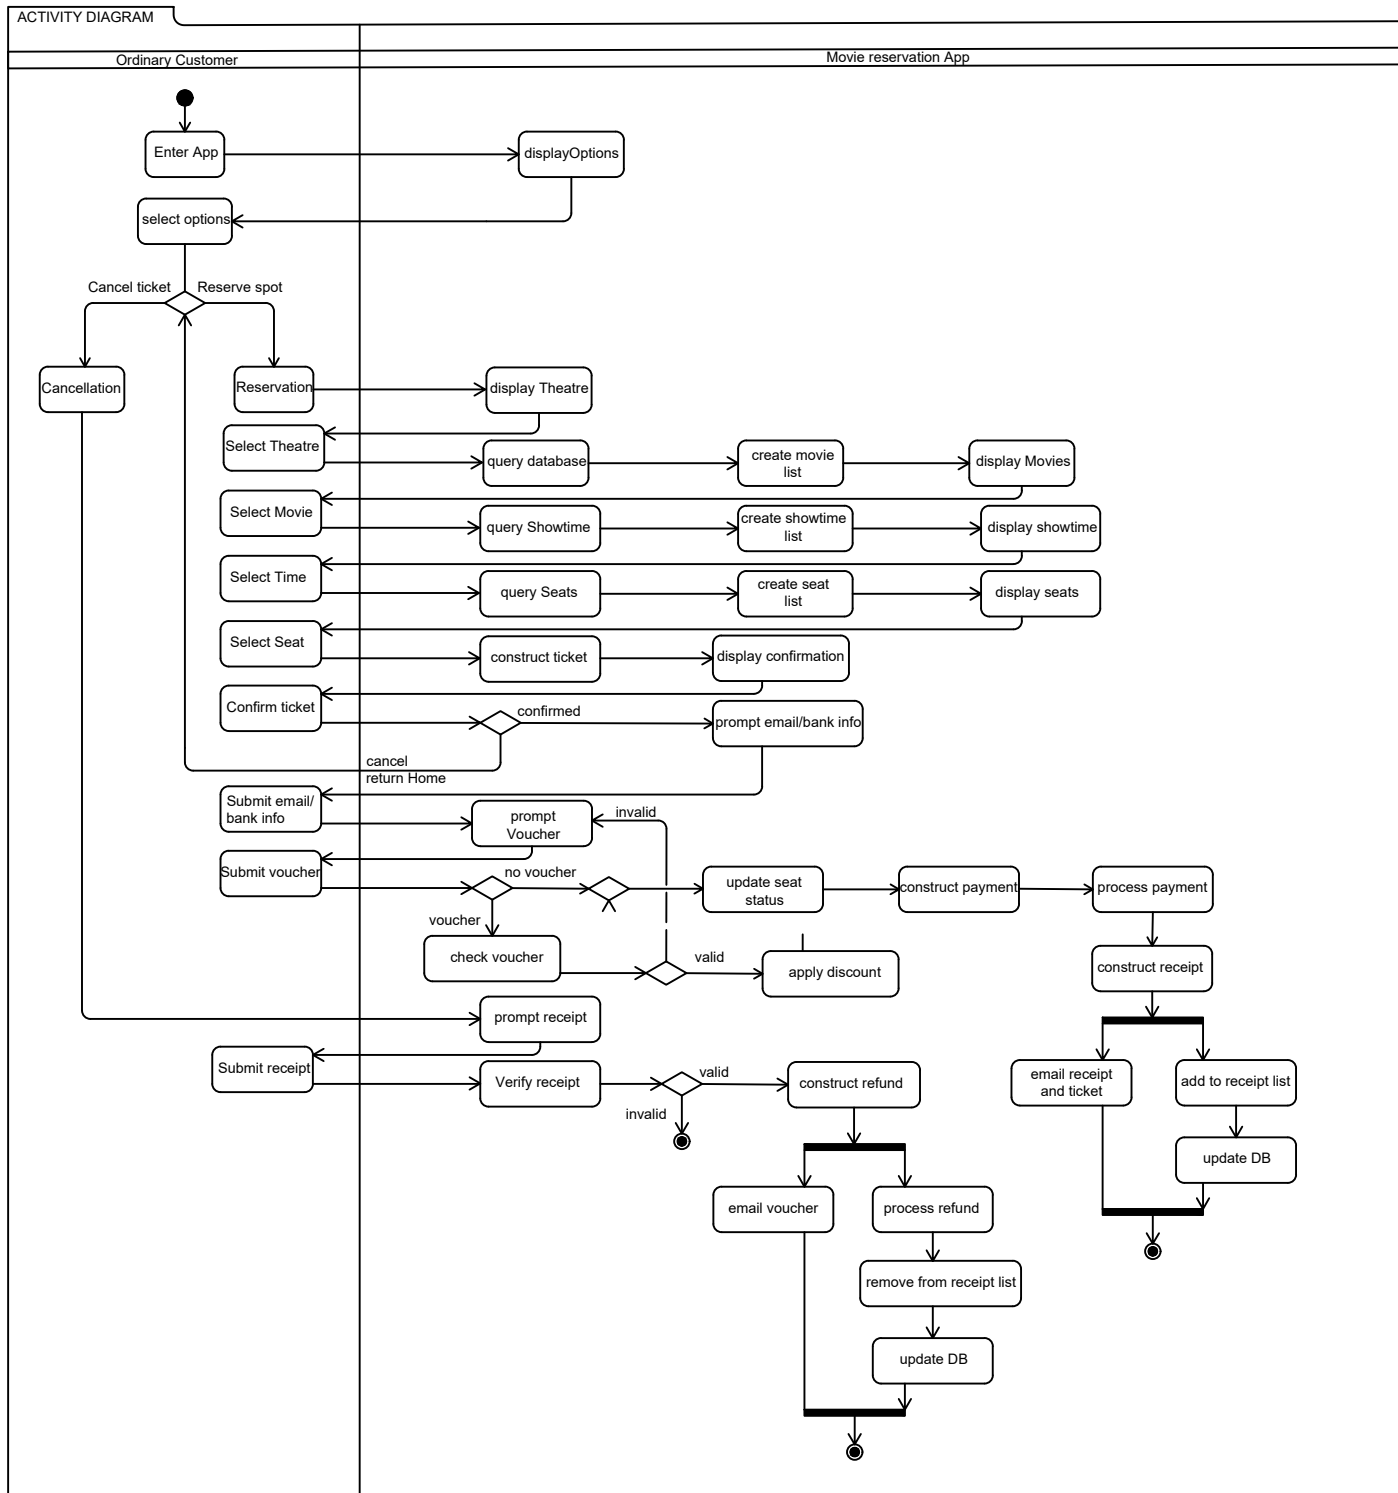 ACTIVITY DIAGRAM
Ordinary Customer
Movie reservation App
Enter App
displayOptions
select options
Cancel ticket
Reserve spot
Cancellation
Reservation
display Theatre
Select Theatre
query database
create movie
list
display Movies
Select Movie
query Showtime
create showtime
list
display showtime
Select Time
query Seats
create seat
list
display seats
Select Seat
construct ticket
display confirmation
Confirm ticket
confirmed
prompt email/bank info
cancel
return Home
Submit email/
bank info
prompt
Voucher
invalid
Submit voucher
no voucher
update seat
status
construct payment
process payment
voucher
check voucher
valid
apply discount
construct receipt
prompt receipt
Submit receipt
Verify receipt
valid
construct refund
invalid
email receipt
and ticket
add to receipt list
update DB
email voucher
process refund
remove from receipt list
update DB